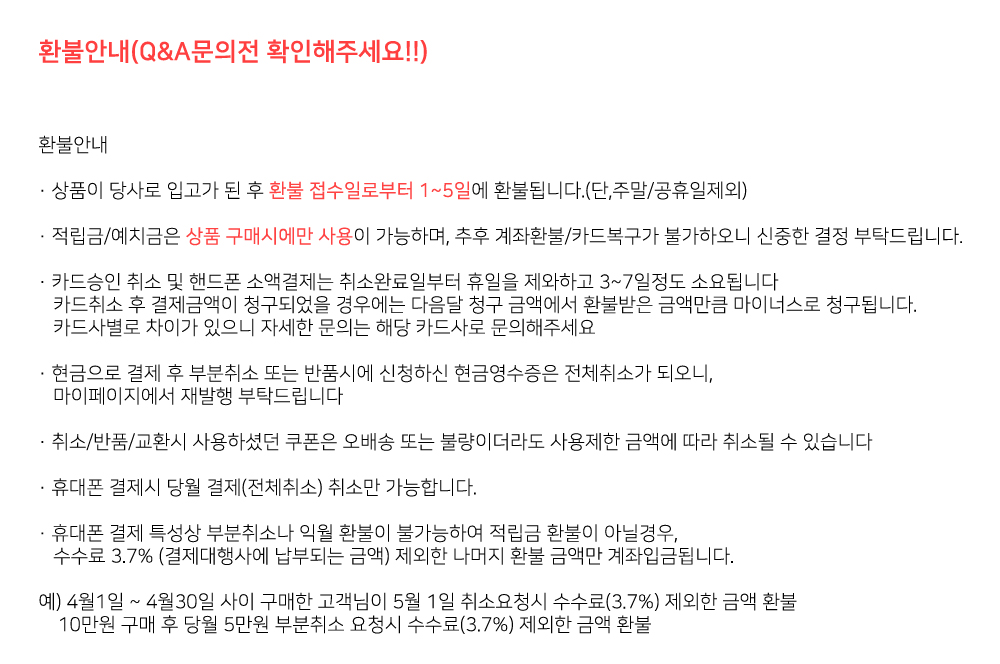 환불안내(Q&A문의전 확인해주세요!!)
환불안내
· 상품이 당사로 입고가 된 후 환불 접수일로부터 1~5일에 환불됩니다.(단,주말/공휴일제외)
· 적립금/예치금은 상품 구매시에만 사용이 가능하며, 추후 계좌환불/카드복구가 불가하오니 신중한 결정 부탁드립니다.
· 카드승인 취소 및 핸드폰 소액결제는 취소완료일부터 휴일을 제와하고 3~7일정도 소요됩니다
카드취소 후 결제금액이 청구되었을 경우에는 다음달 청구 금액에서 환불받은 금액만큼 마이너스로 청구됩니다.
카드사별로 차이가 있으니 자세한 문의는 해당 카드사로 문의해주세요
· 현금으로 결제 후 부분취소 또는 반품시에 신청하신 현금영수증은 전체취소가 되오니,
마이페이지에서 재발행 부탁드립니다
· 취소/반품/교환시 사용하셨던 쿠폰은 오배송 또는 불량이더라도 사용제한 금액에 따라 취소될 수 있습니다
· 휴대폰 결제시 당월 결제(전체취소) 취소만 가능합니다.
· 휴대폰 결제 특성상 부분취소나 익월 환불이 불가능하여 적립금 환불이 아닐경우,
수수료 3.7% (결제대행사에 납부되는 금액) 제외한 나머지 환불 금액만 계좌입금됩니다.
예) 4월1일 ~ 4월30일 사이 구매한 고객님이 5월 1일 취소요청시 수수료(3.7%) 제외한 금액 환불
10만원 구매 후 당월 5만원 부분취소 요청시 수수료(3.7%) 제외한 금액 환불